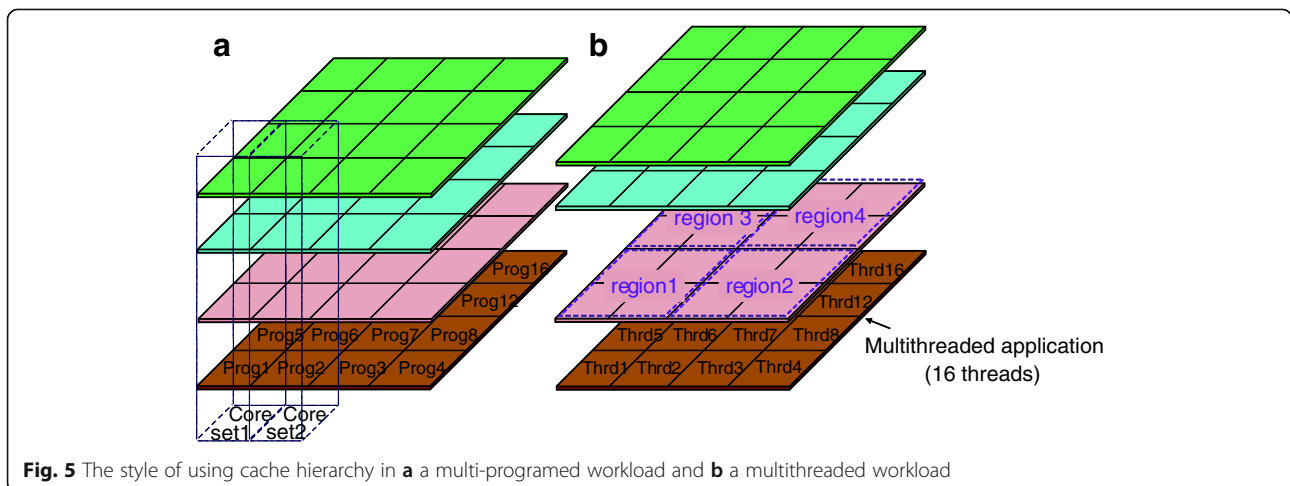 a
b
region 3
region4
region1
region2
Prog16
Prog12
Prog5 Prog6 Prog7 Prog8
Prog1 Prog2 Prog3 Prog4
Core set1
Core set2
Thrd16
Thrd12
Thrd5 Thrd6 Thrd7 Thrd8
Thrd1 Thrd2 Thrd3 Thrd4
Multithreaded application
(16 threads)
Fig. 5 The style of using cache hierarchy in a a multi-programed workload and b a multithreaded workload